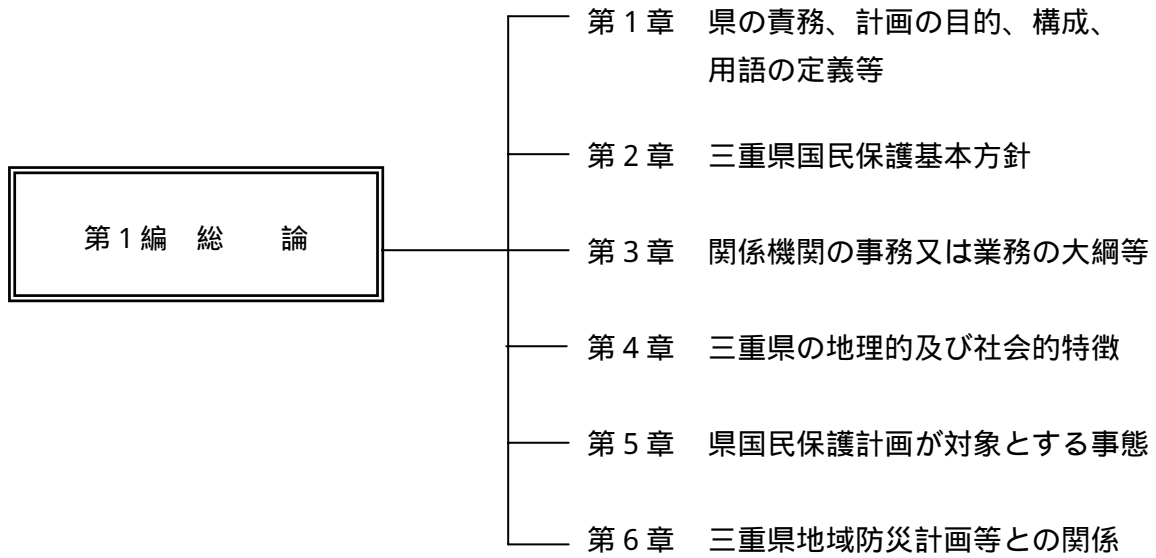 第1編 総 論
第1章 県の責務、計画の目的、構成、
用語の定義等
第2章 三重県国民保護基本方針
第3章 関係機関の事務又は業務の大綱等
第4章 三重県の地理的及び社会的特徴
第5章 県国民保護計画が対象とする事態
第6章 三重県地域防災計画等との関係